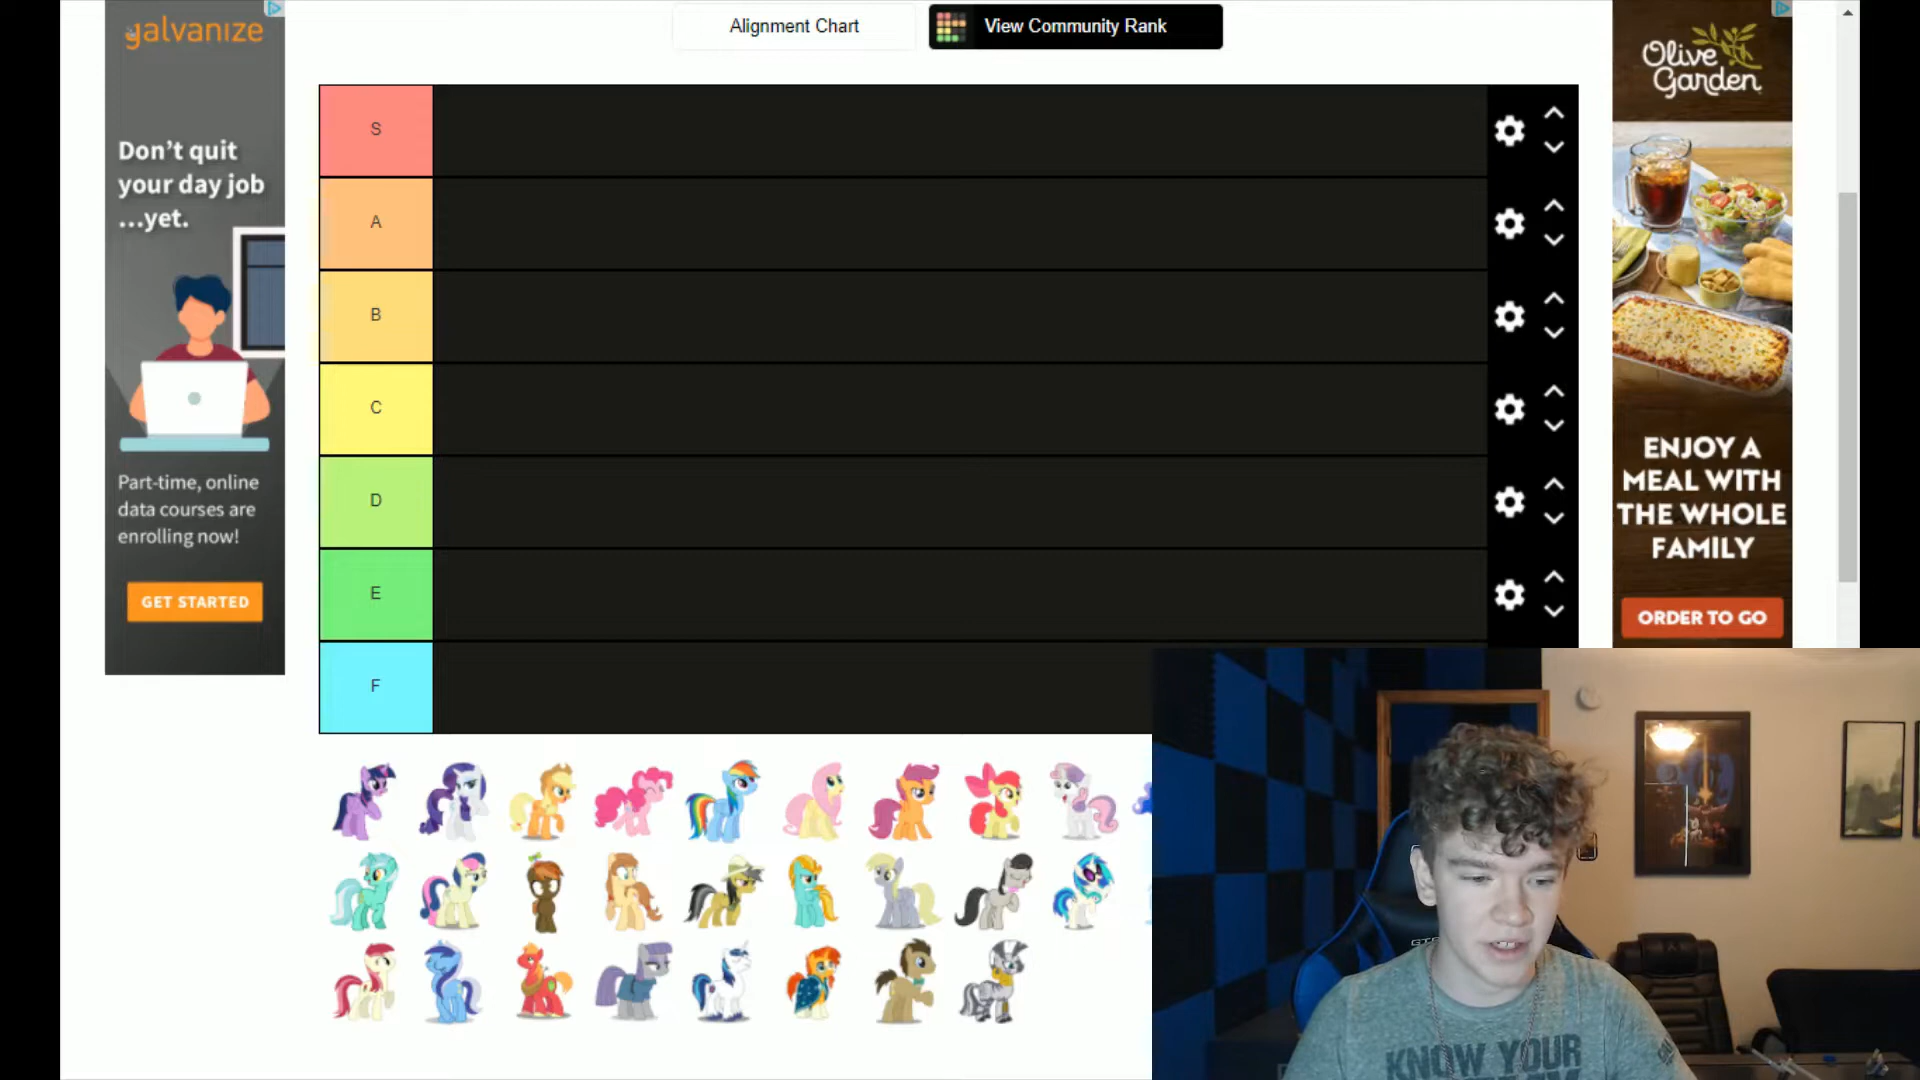 Alignment Chart
View Community Rank
galvanize
Don't quit
your day job
...yet.
Part-time, online
data courses are
enrolling now!
GET STARTED
S
A
B
C
D
E
F
Olive
Garden
ENJOY A
MEAL WITH
THE WHOLE
FAMILY
ORDER TO GO
KNOW YOUR